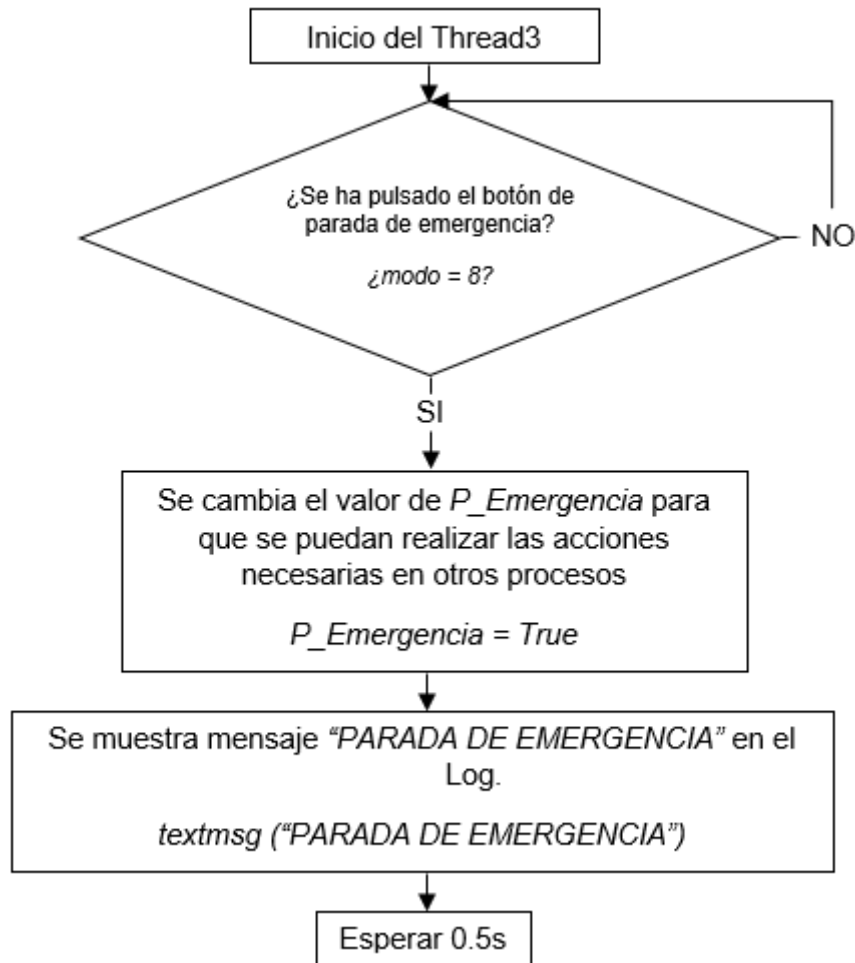 Inicio del Thread3
¿Se ha pulsado el botón de
parada de emergencia?
¿modo = 8?
NO
SI
Se cambia el valor de P_Emergencia para
que se puedan realizar las acciones
necesarias en otros procesos
P_Emergencia = True
Se muestra mensaje “PARADA DE EMERGENCIA” en el
Log.
textmsg (“PARADA DE EMERGENCIA”)
Esperar 0.5s